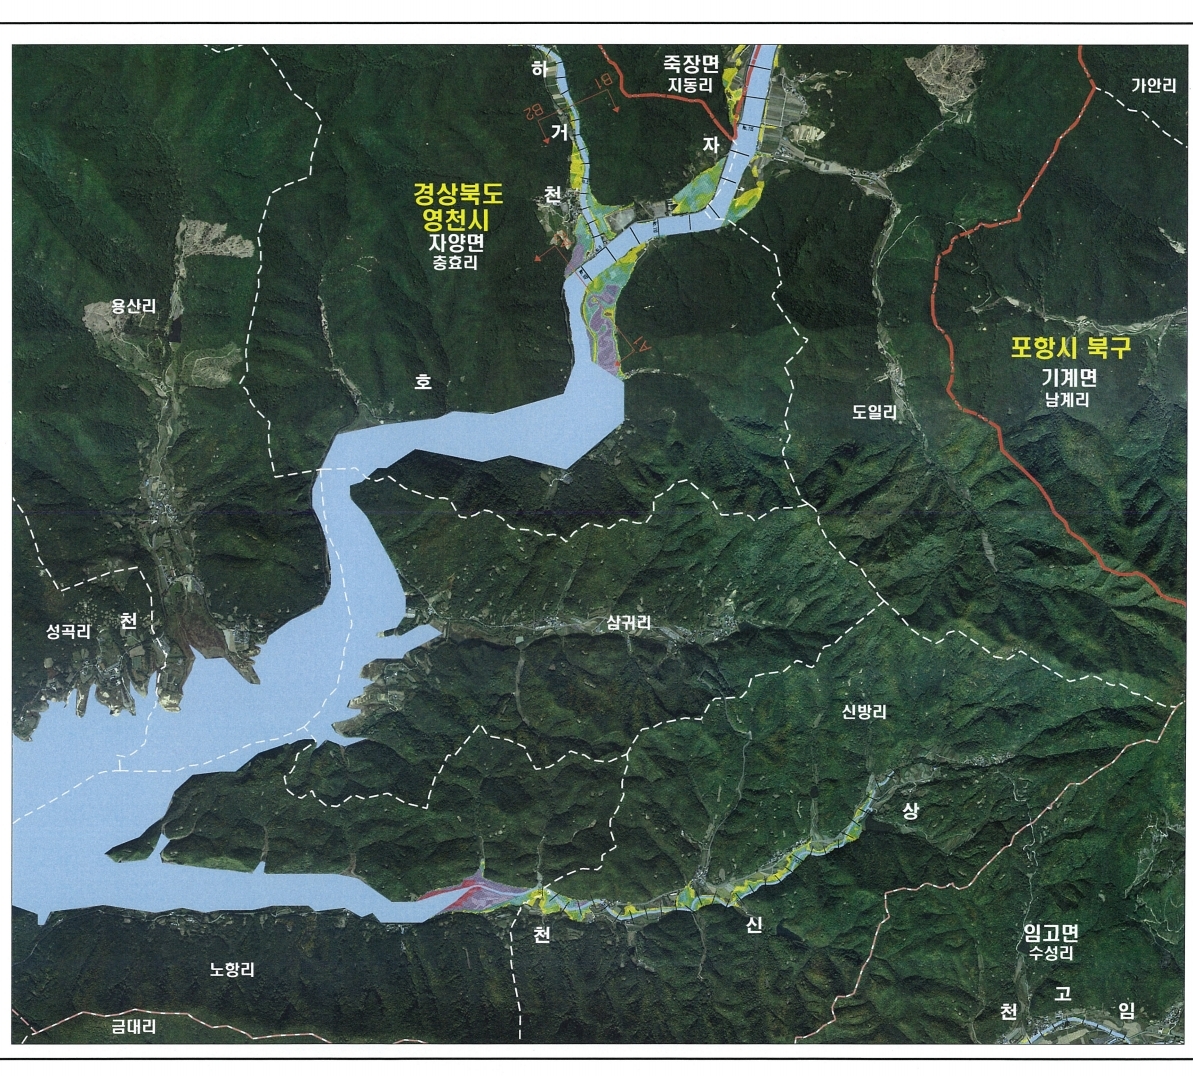 하
죽장면
지동리
가안리
B1
B2
거
자
천
경상북도
영천시
자양면
충효리
용산리
포항시 북구
기계면
남계리
A1
호
도일리
성곡리
천
삼귀리
신방리
상
천
신
임고면
수성리
노항리
천
고
임
금대리